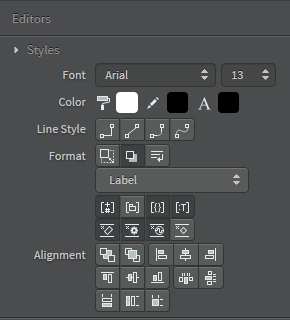 Editors
Styles
Font Arial 13
Color A
Line Style
Format
Label
[#] [{}] [:T]
Alignment